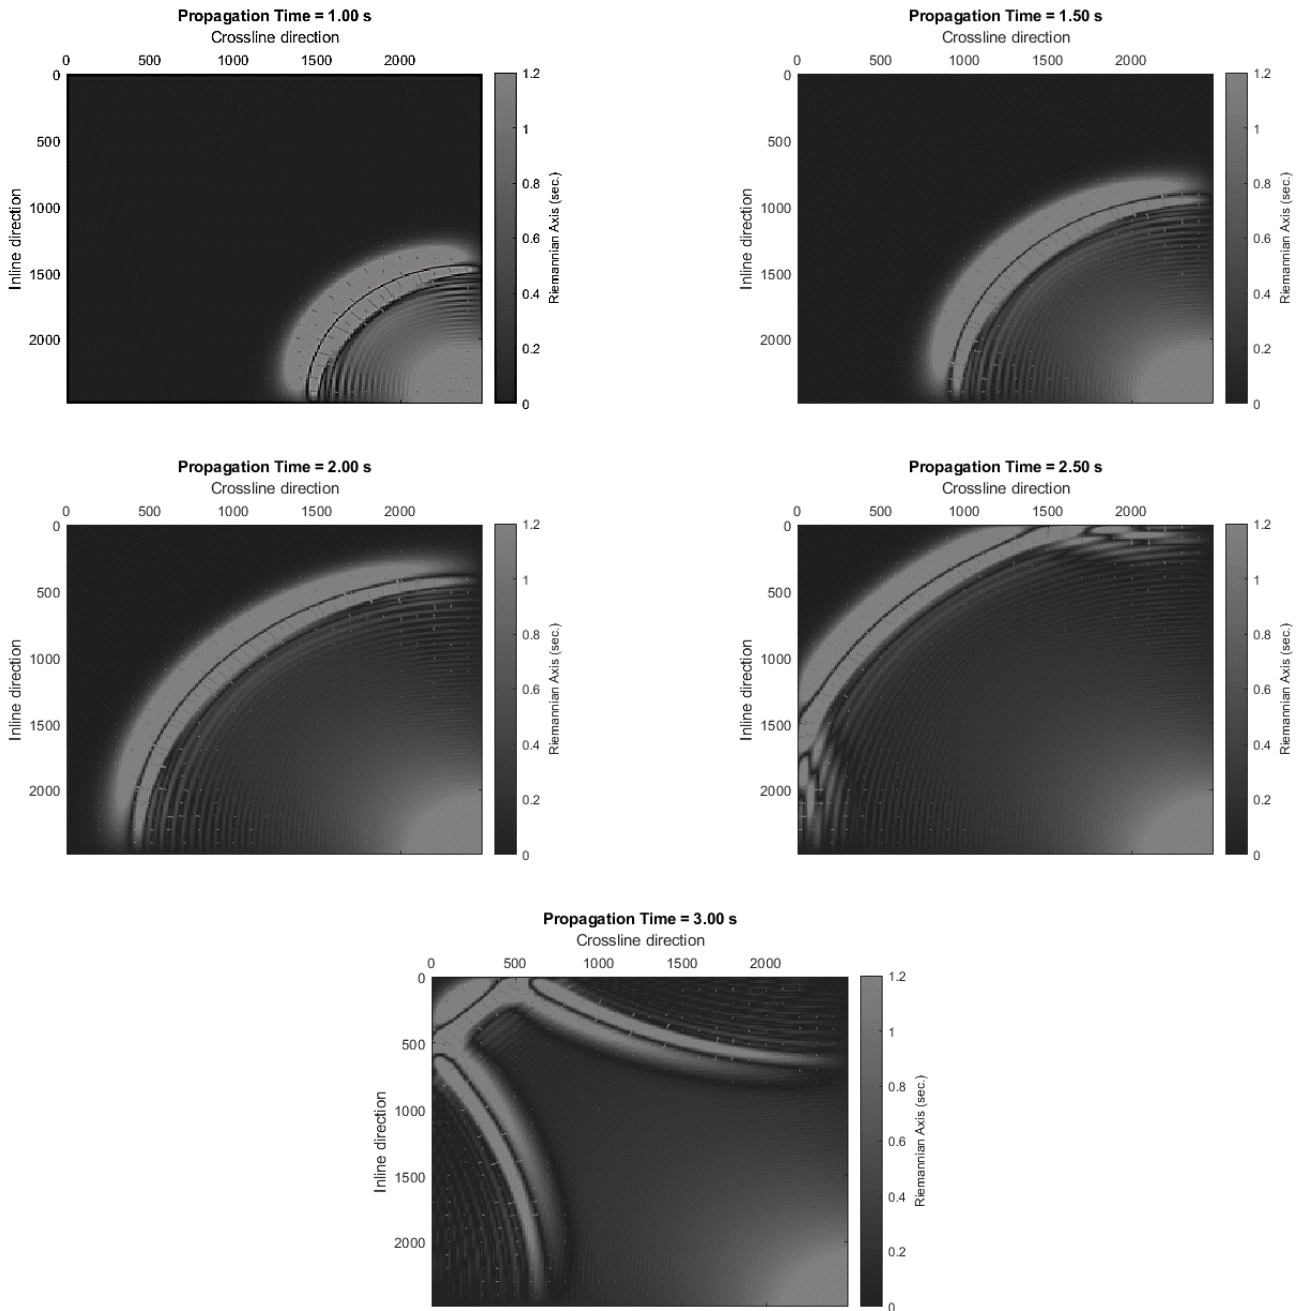 Propagation Time = 1.00 s
Crossline direction
0 500 1000 1500 2000
0
500
1000
1500
2000
Inline direction
1.2
1
0.8
0.6
0.4
0.2
0
Riemannian Axis (sec.)
Propagation Time = 1.50 s
Crossline direction
0 500 1000 1500 2000
0
500
1000
1500
2000
Inline direction
1.2
1
0.8
0.6
0.4
0.2
0
Riemannian Axis (sec.)
Propagation Time = 2.00 s
Crossline direction
0 500 1000 1500 2000
0
500
1000
1500
2000
Inline direction
1.2
1
0.8
0.6
0.4
0.2
0
Riemannian Axis (sec.)
Propagation Time = 2.50 s
Crossline direction
0 500 1000 1500 2000
0
500
1000
1500
2000
Inline direction
1.2
1
0.8
0.6
0.4
0.2
0
Riemannian Axis (sec.)
Propagation Time = 3.00 s
Crossline direction
0 500 1000 1500 2000
0
500
1000
1500
2000
Inline direction
1.2
1
0.8
0.6
0.4
0.2
0
Riemannian Axis (sec.)